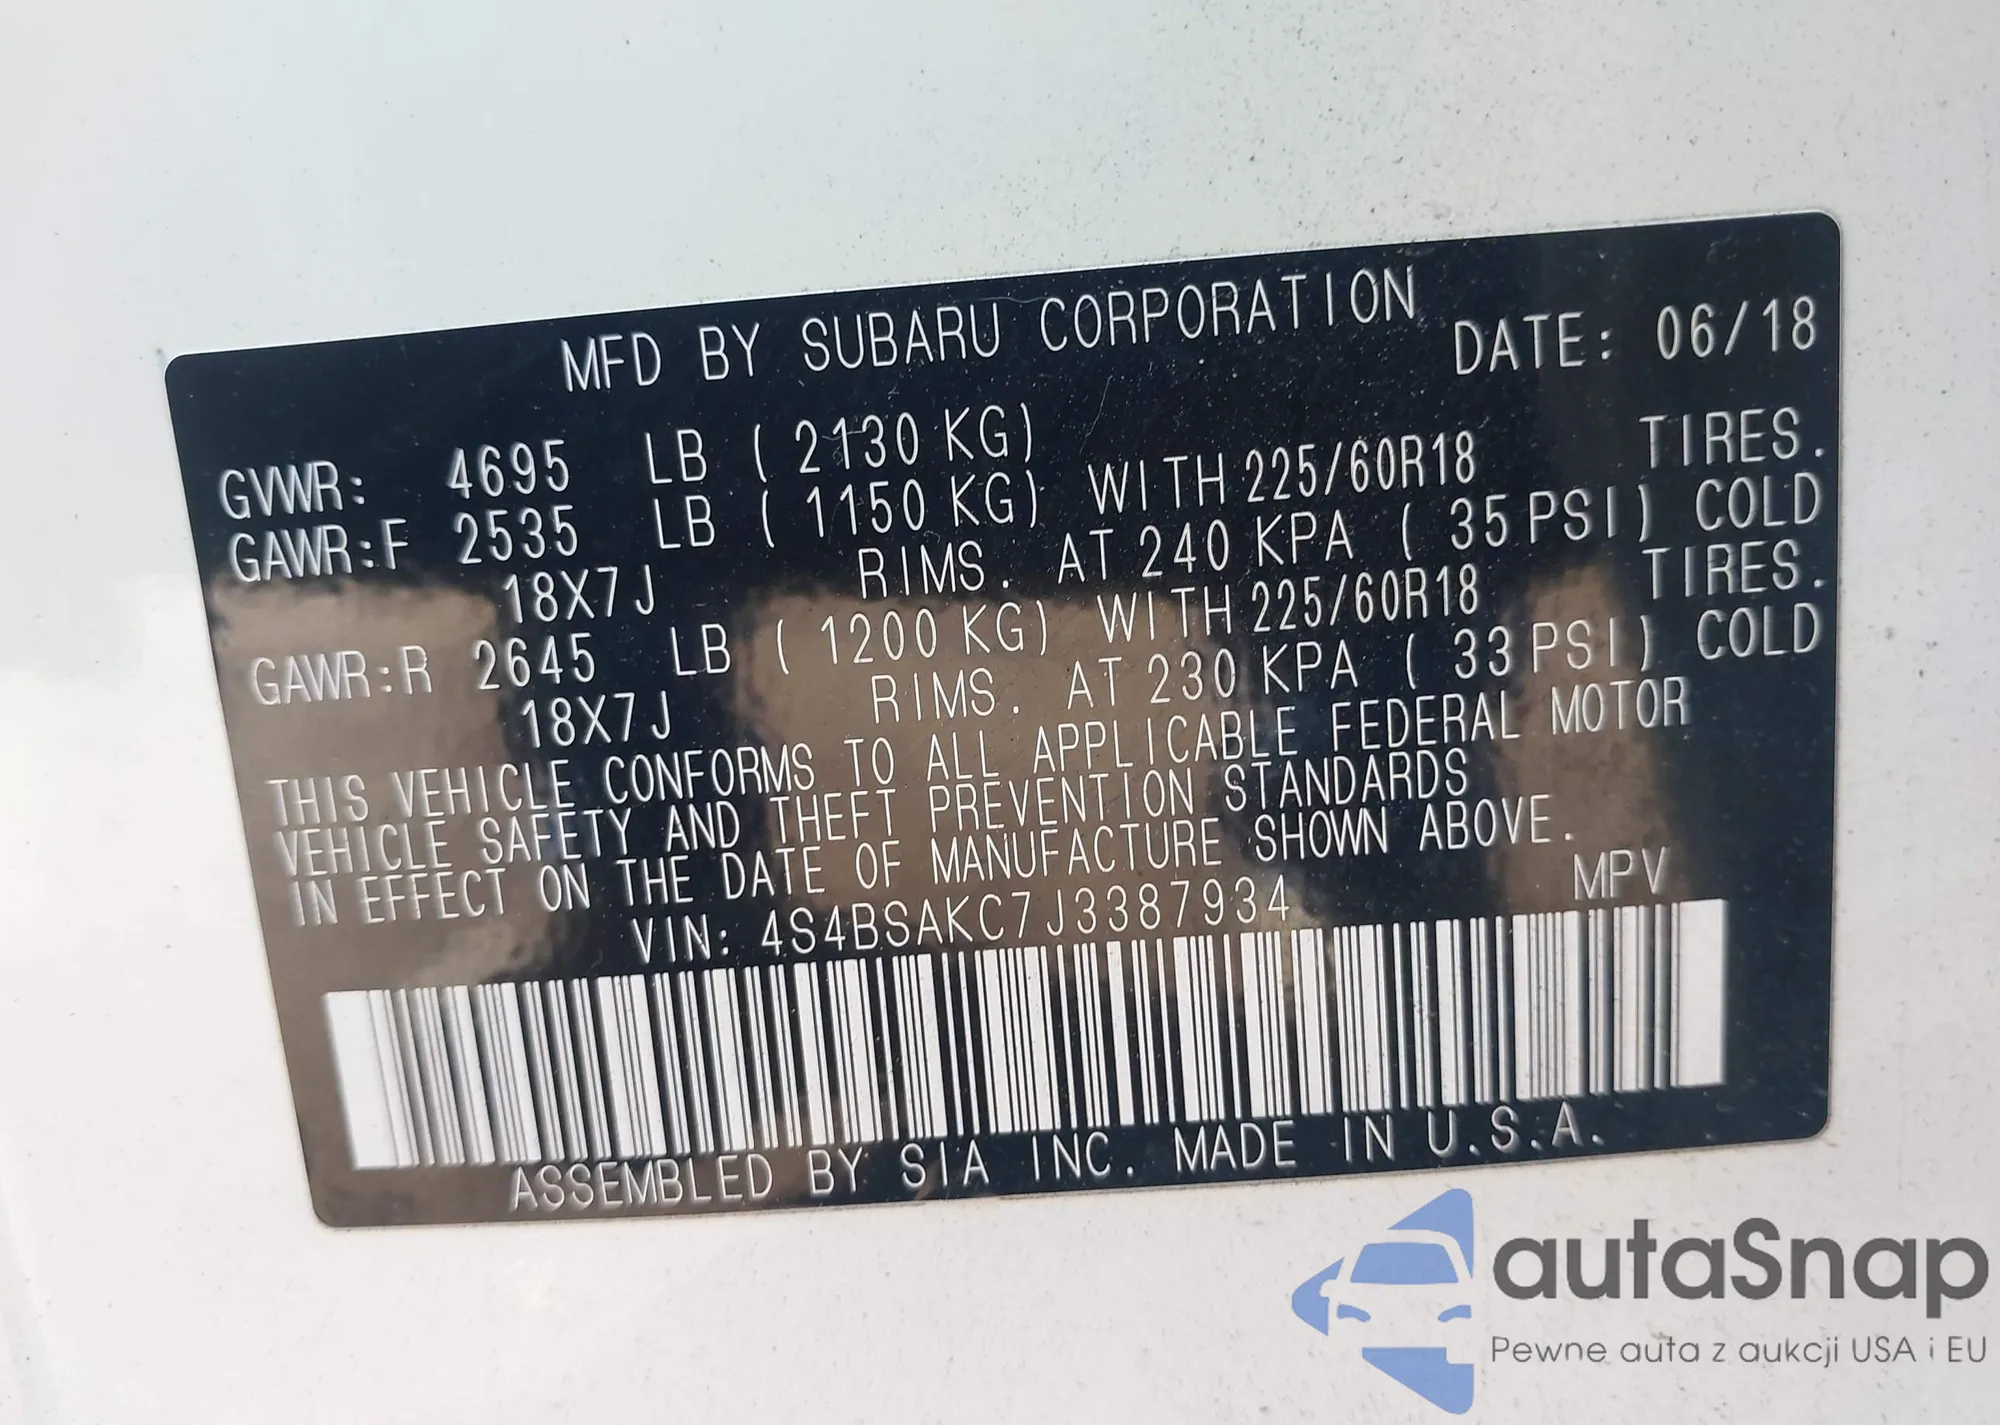 MFD BY SUBARU CORPORATION DATE: 06/18
GVWR: 4695 LB ( 2130 KG)
GAWR:F 2535 LB ( 1150 KG) WITH 225/60R18 TIRES.
18X7J RIMS. AT 240 KPA ( 35 PSI) COLD
GAWR:R 2645 LB ( 1200 KG) WITH 225/60R18 TIRES.
18X7J RIMS. AT 230 KPA ( 33 PSI) COLD
THIS VEHICLE CONFORMS TO ALL APPLICABLE FEDERAL MOTOR
VEHICLE SAFETY AND THEFT PREVENTION STANDARDS
IN EFFECT ON THE DATE OF MANUFACTURE SHOWN ABOVE.
VIN: 4S4BSAKC7J3387934 MPV
ASSEMBLED BY SIA INC. MADE IN U.S.A.
autaSnap
Pewne auta z aukcji USA i EU